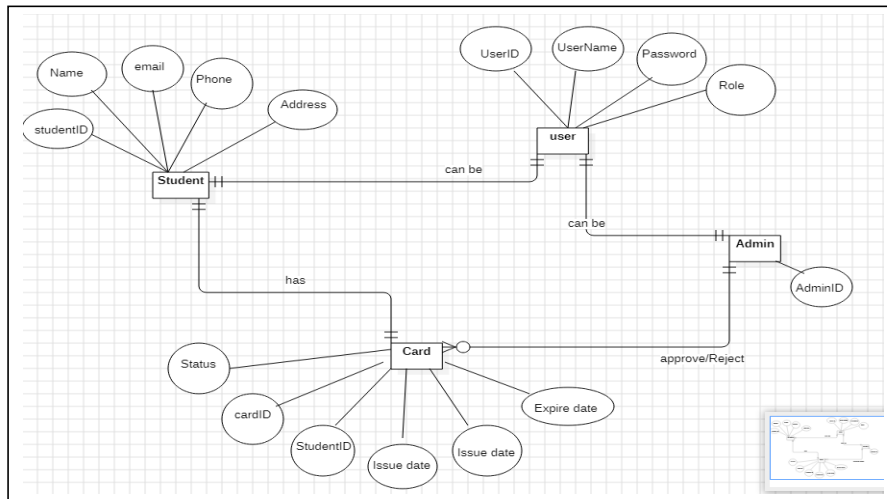 Name
email
Phone
Address
studentID
Student
UserID
UserName
Password
Role
user
can be
can be
Admin
AdminID
has
approve/Reject
Card
Status
cardID
StudentID
Issue date
Issue date
Expire date